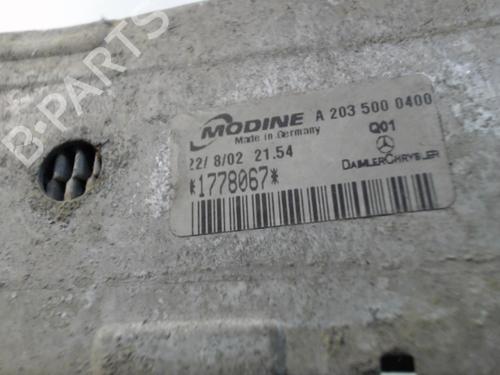 B-PARTS
MODINE A 203 500 0400
Made in Germany Q01
22/ 8/02 21.54 DAIMLERCHRYSLER
*1778067*